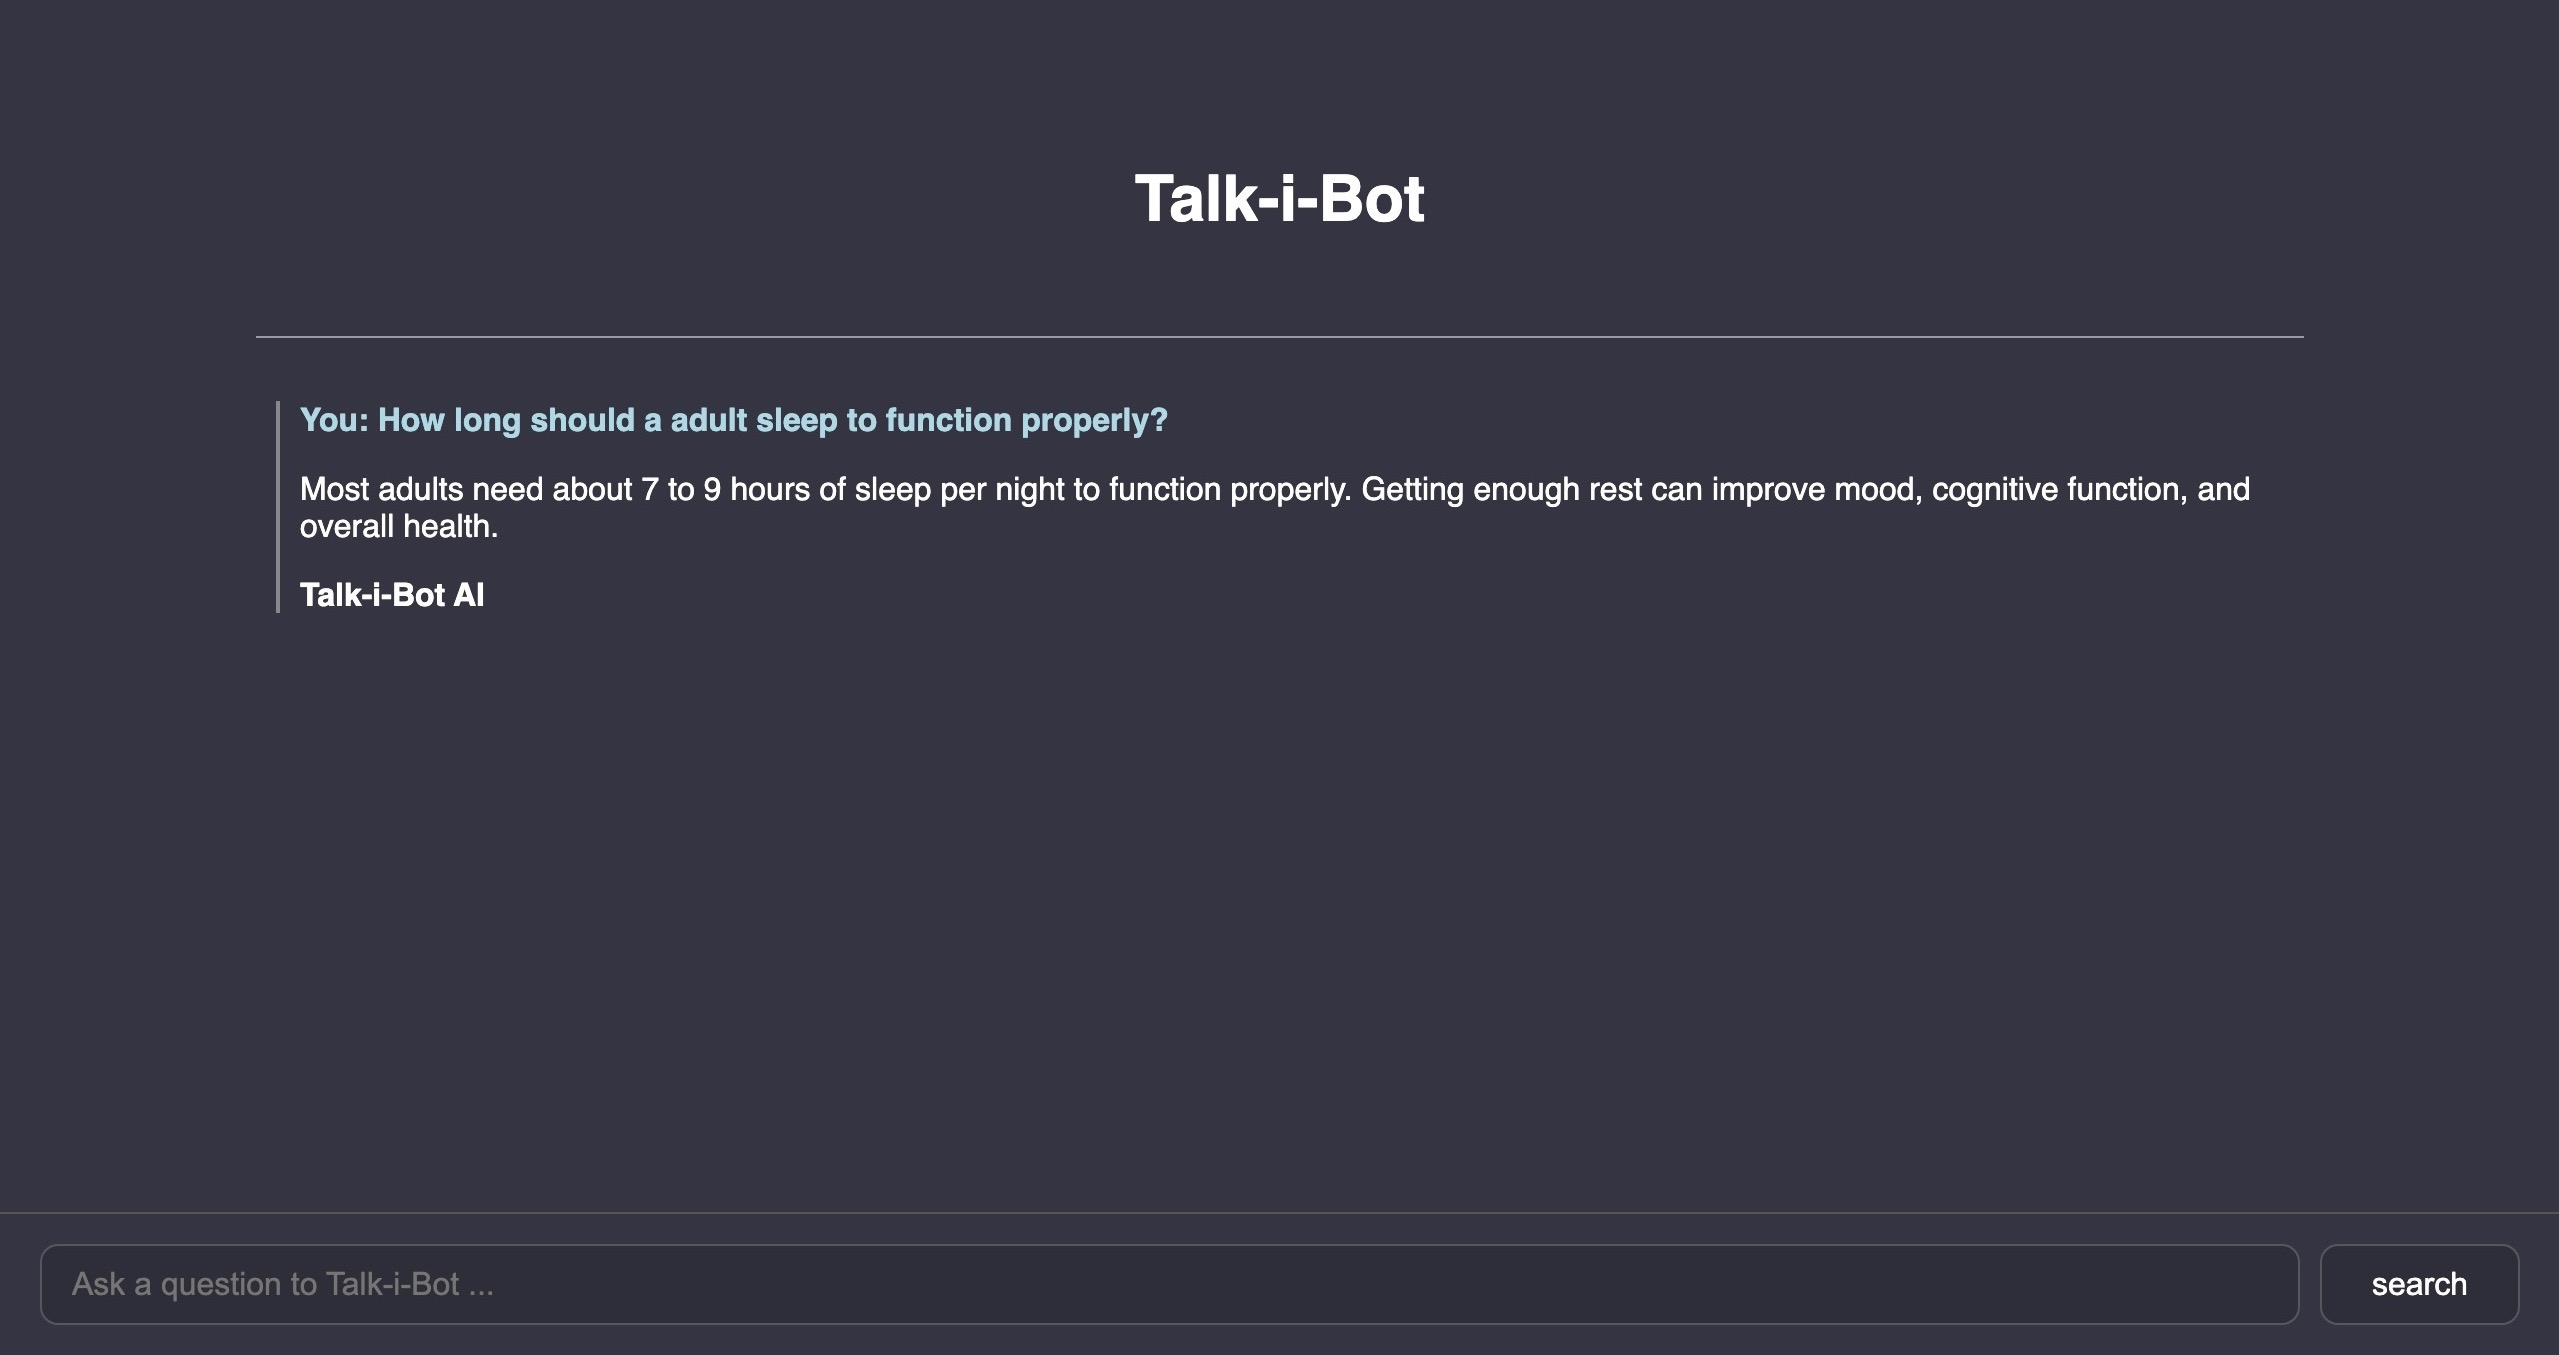 Talk-i-Bot
You: How long should a adult sleep to function properly?
Most adults need about 7 to 9 hours of sleep per night to function properly. Getting enough rest can improve mood, cognitive function, and
overall health.
Talk-i-Bot AI
Ask a question to Talk-i-Bot ...
search